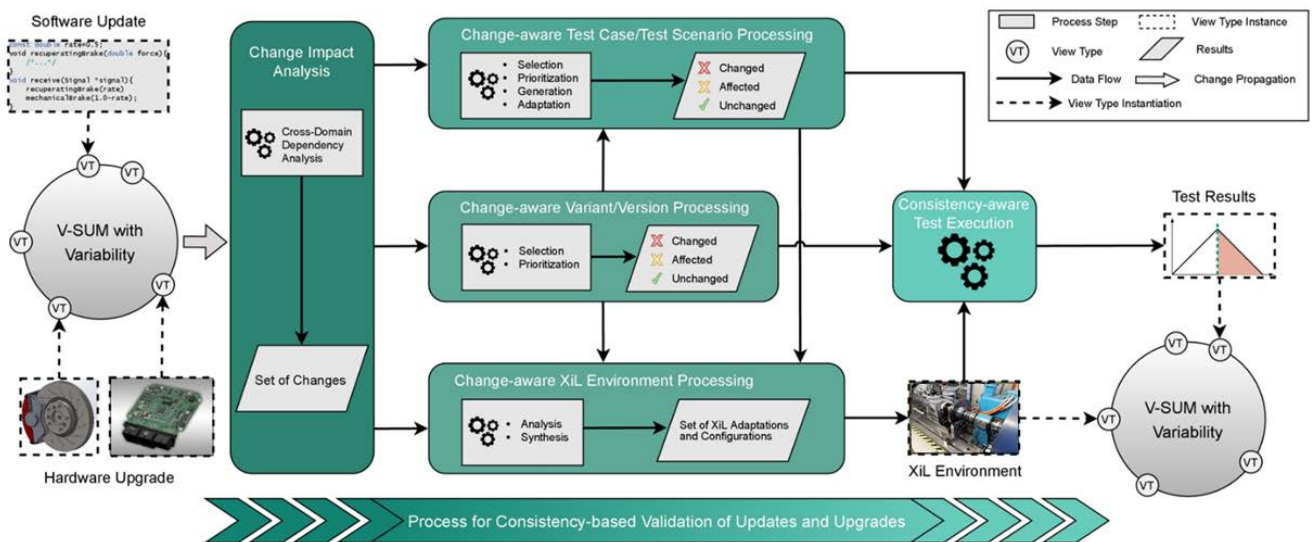 Software Update
const double rate=0.5;
void recuperatingBrake(double force){
/*...*/
}
void receive(Signal *signal){
recuperatingBrake(rate)
mechanicalBrake(1.0-rate);
}
VT
VT
VT
VT
VT
V-SUM with
Variability
Hardware Upgrade
Change Impact
Analysis
Cross-Domain
Dependency
Analysis
Set of Changes
Change-aware Test Case/Test Scenario Processing
• Selection
• Prioritization
• Generation
• Adaptation
Changed
Affected
Unchanged
Change-aware Variant/Version Processing
• Selection
• Prioritization
Changed
Affected
Unchanged
Change-aware XiL Environment Processing
• Analysis
• Synthesis
Set of XiL Adaptations
and Configurations
Consistency-aware
Test Execution
XiL Environment
Process Step
View Type Instance
VT
View Type
Results
Data Flow
Change Propagation
View Type Instantiation
Test Results
VT
VT
VT
VT
VT
V-SUM with
Variability
Process for Consistency-based Validation of Updates and Upgrades